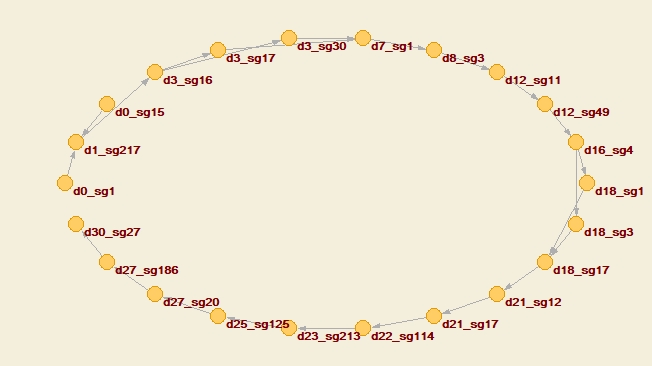 d3_sg30
d7_sg1
d3_sg17
d8_sg3
d3_sg16
d12_sg11
d0_sg15
d12_sg49
d1_sg217
d16_sg4
d0_sg1
d18_sg1
d30_sg27
d18_sg3
d27_sg186
d18_sg17
d27_sg20
d21_sg12
d25_sg125
d21_sg17
d23_sg213
d22_sg114